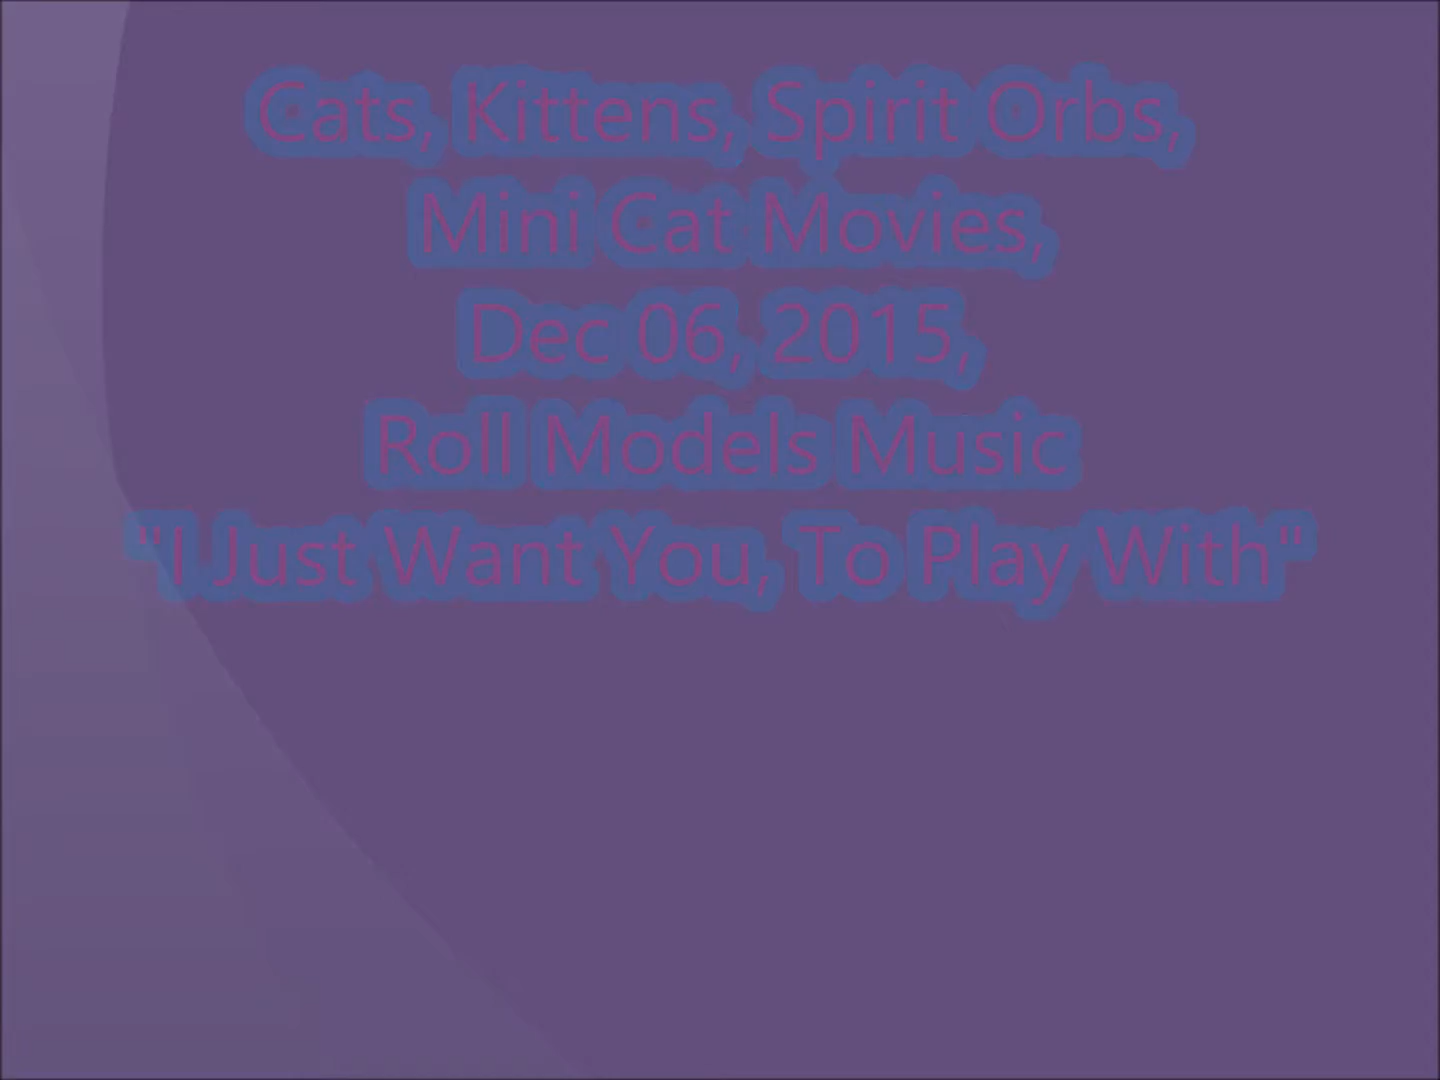 Cats, Kittens, Spirit Orbs,
Mini Cat Movies,
Dec 06, 2015,
Roll Models Music
"I Just Want You, To Play With"